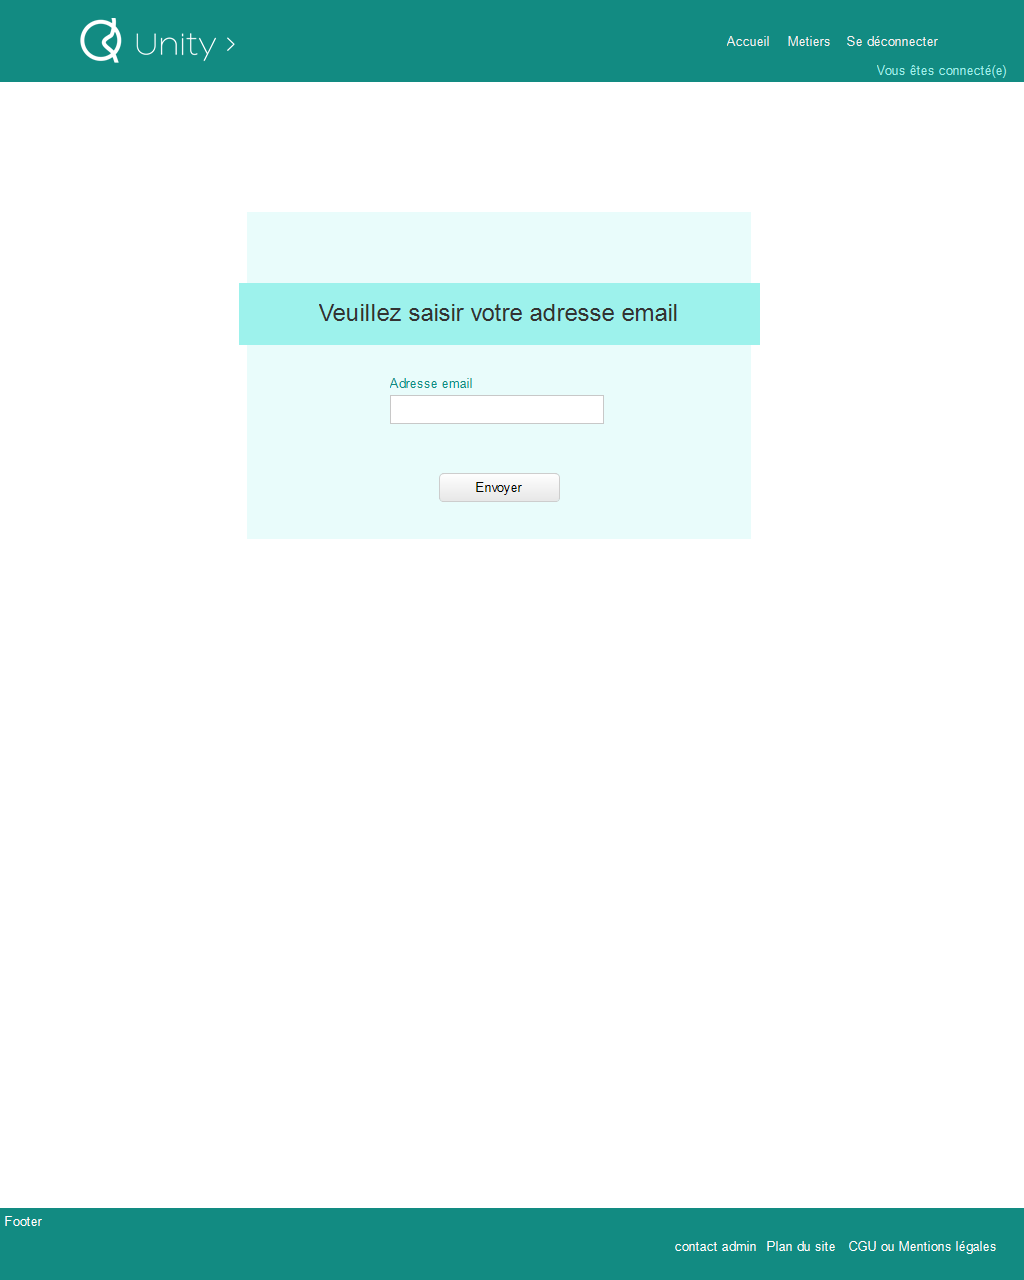 Unity >
Accueil Metiers Se déconnecter
Vous êtes connecté(e)
Veuillez saisir votre adresse email
Adresse email
Envoyer
Footer
contact admin Plan du site CGU ou Mentions légales